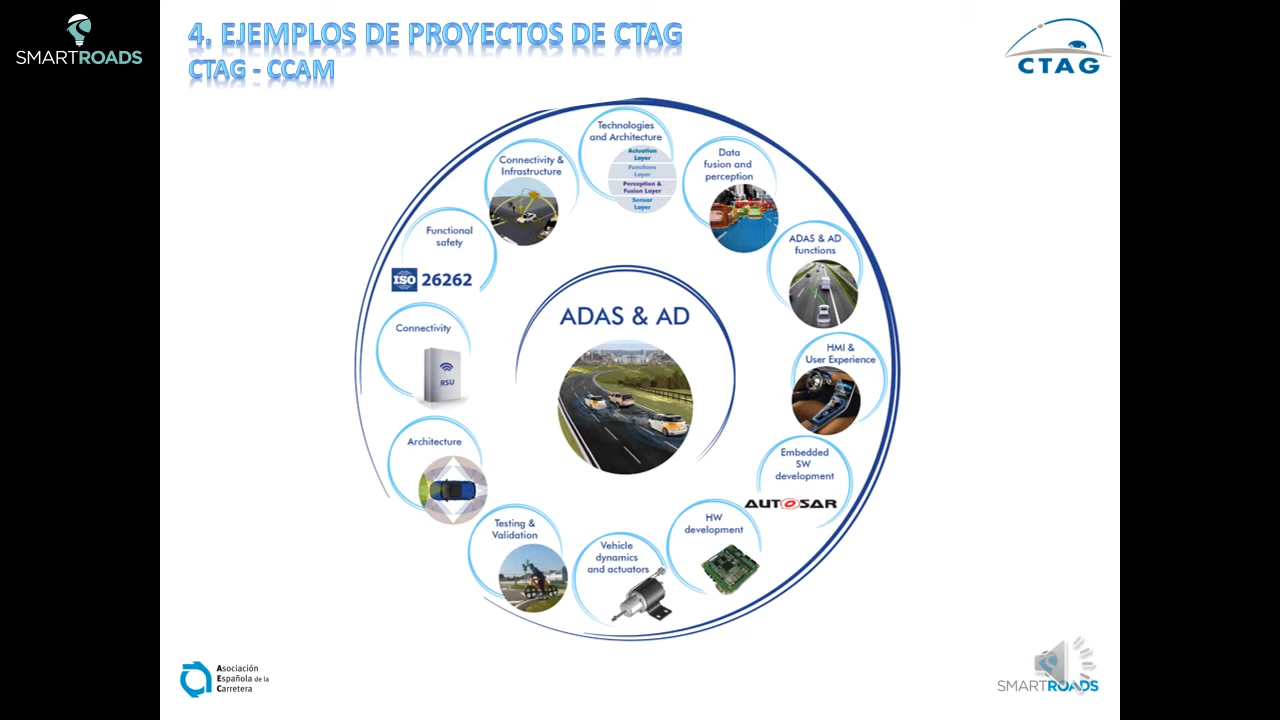 SMARTROADS
4. EJEMPLOS DE PROYECTOS DE CTAG
CTAG - CCAM
CTAG
Technologies
and Architecture
Actuation
Layer
Functions
Layer
Perception &
Fusion Layer
Sensor
Layer
Data
fusion and
perception
ADAS & AD
functions
HMI &
User Experience
Embedded
SW
development
AUTOSAR
HW
development
Vehicle
dynamics
and actuators
Testing &
Validation
Architecture
Connectivity
RSU
Functional
safety
ISO 26262
Connectivity &
Infrastructure
ADAS & AD
Asociación
Española de la
Carretera
SMARTROADS